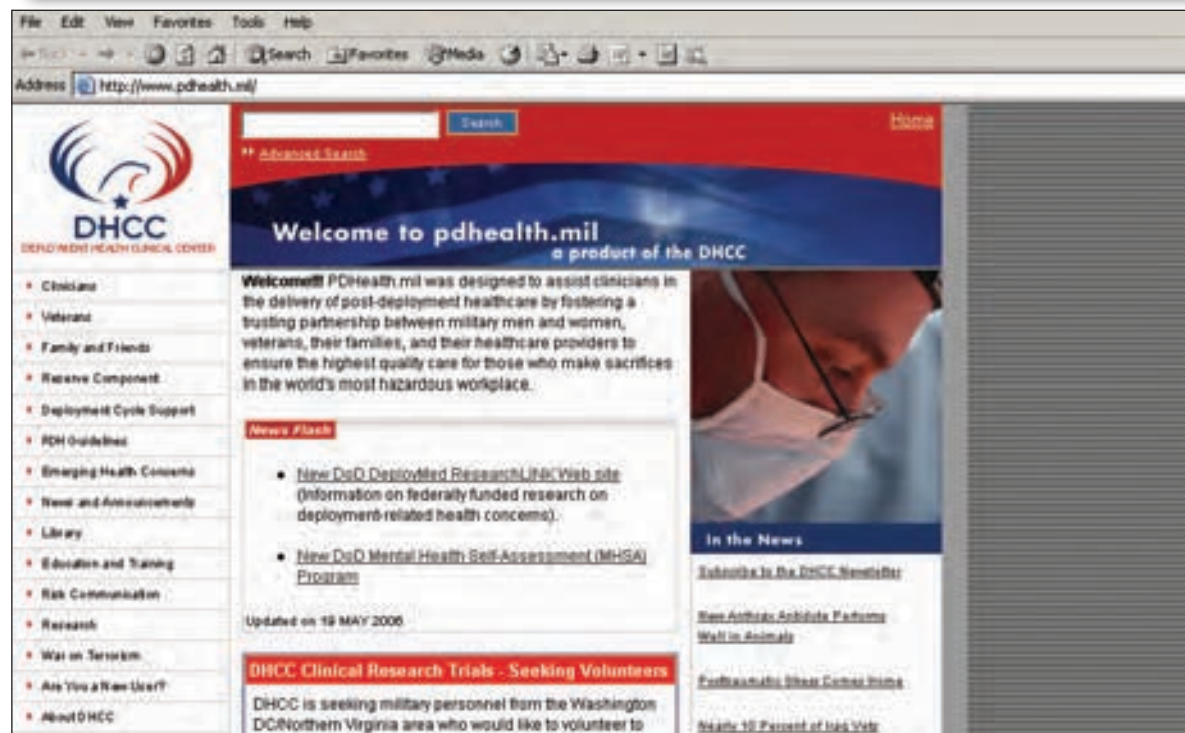 File Edit View Favorites Tools Help
Back Search Favorites Media
Address http://www.pdhealth.mil/
DHCC
DEPLOYMENT HEALTH CLINICAL CENTER
Clinicians
Veterans
Family and Friends
Reserve Component
Deployment Cycle Support
PDH Guidelines
Emerging Health Concerns
News and Announcements
Library
Education and Training
Risk Communication
Research
War on Terrorism
Are You a New User?
About DHCC
Search
Home
Advanced Search
Welcome to pdhealth.mil
a product of the DHCC
Welcome!!! PDHealth.mil was designed to assist clinicians in
the delivery of post-deployment healthcare by fostering a
trusting partnership between military men and women,
veterans, their families, and their healthcare providers to
ensure the highest quality care for those who make sacrifices
in the world's most hazardous workplace.
News Flash
New DoD DeployMed ResearchLINK Web site
(Information on federally funded research on
deployment-related health concerns).
New DoD Mental Health Self-Assessment (MHSA)
Program
Updated on 19 MAY 2006
DHCC Clinical Research Trials - Seeking Volunteers
DHCC is seeking military personnel from the Washington
DC/Northern Virginia area who would like to volunteer to
In the News
Subscribe to the DHCC Newsletter
New Anthrax Antidote Performs
Well in Animals
Posttraumatic Stress Comes Home
Nearly 10 Percent of Iraq Vets